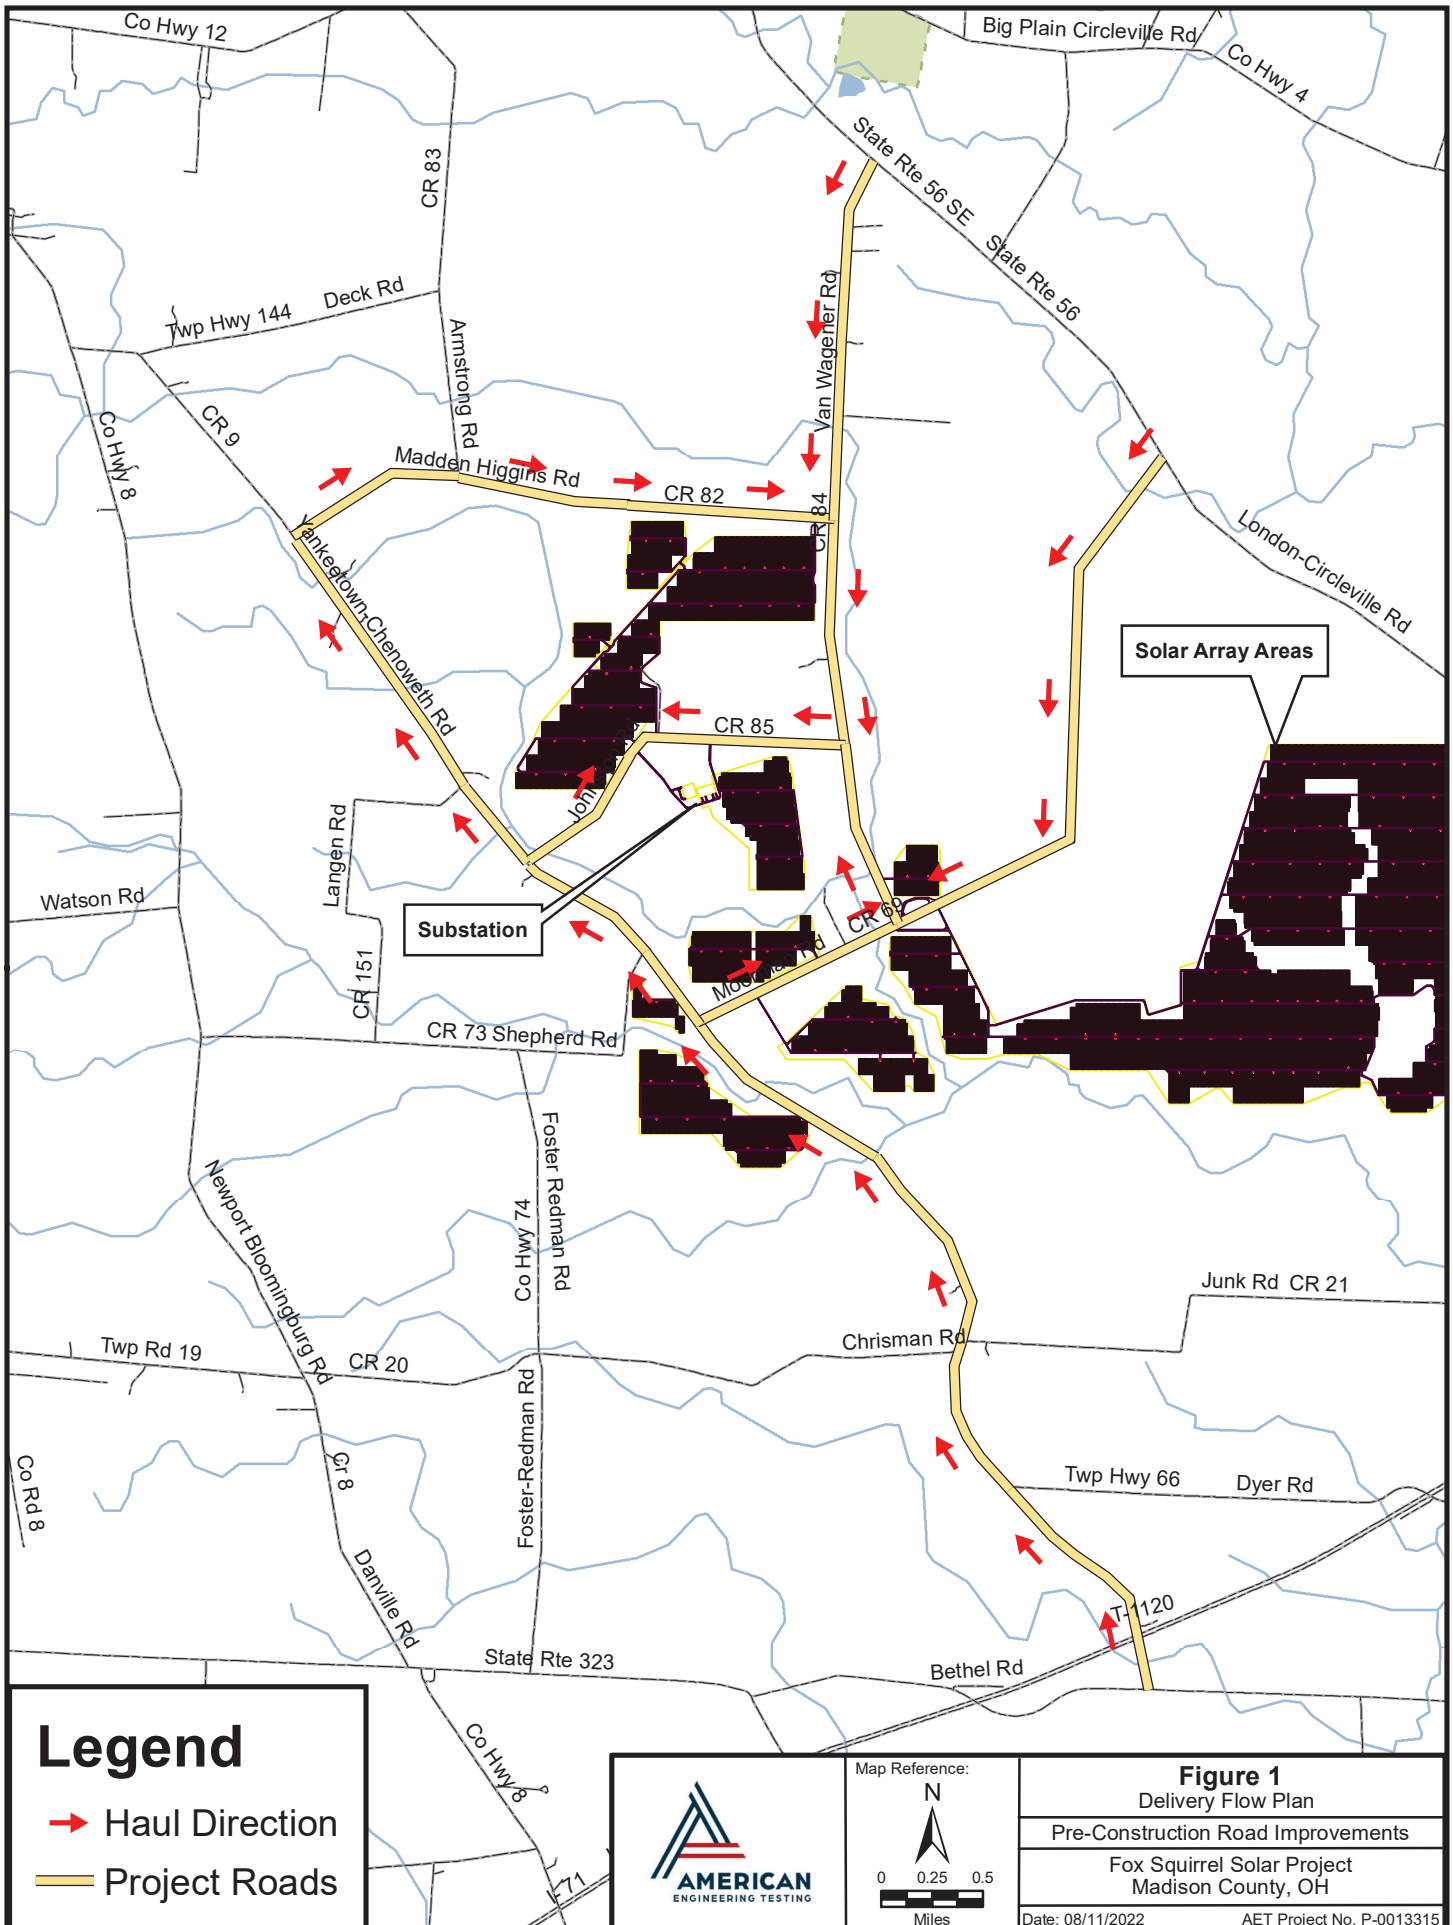 Co Hwy 12
Big Plain Circleville Rd
Co Hwy 4
State Rte 56 SE
CR 83
State Rte 56
Deck Rd
Twp Hwy 144
Van Wagener Rd
Armstrong Rd
CR 9
Co Hwy 8
Madden Higgins Rd
CR 82
CR 84
London-Circleville Rd
Yankeetown-Chenoweth Rd
Solar Array Areas
CR 85
Johnson Rd
Langen Rd
Watson Rd
Substation
CR 69
Moorman Rd
CR 151
CR 73 Shepherd Rd
Foster Redman Rd
Co Hwy 74
Newport Bloomingburg Rd
Junk Rd CR 21
Chrisman Rd
Twp Rd 19
CR 20
Foster-Redman Rd
Co Rd 8
Cr 8
Twp Hwy 66
Dyer Rd
Danville Rd
T-1120
State Rte 323
Bethel Rd
Co Hwy 8
I-71
Legend
Haul Direction
Project Roads
AMERICAN
ENGINEERING TESTING
Map Reference:
N
0 0.25 0.5
Miles
Figure 1
Delivery Flow Plan
Pre-Construction Road Improvements
Fox Squirrel Solar Project
Madison County, OH
Date: 08/11/2022
AET Project No. P-0013315